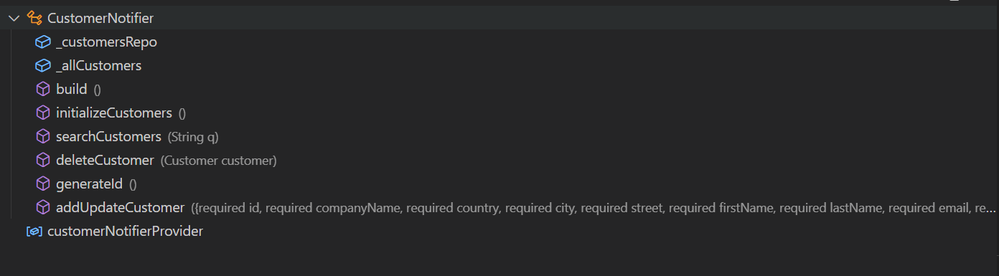 CustomerNotifier
_customersRepo
_allCustomers
build ()
initializeCustomers ()
searchCustomers (String q)
deleteCustomer (Customer customer)
generateId ()
addUpdateCustomer ({required id, required companyName, required country, required city, required street, required firstName, required lastName, required email, re...
customerNotifierProvider